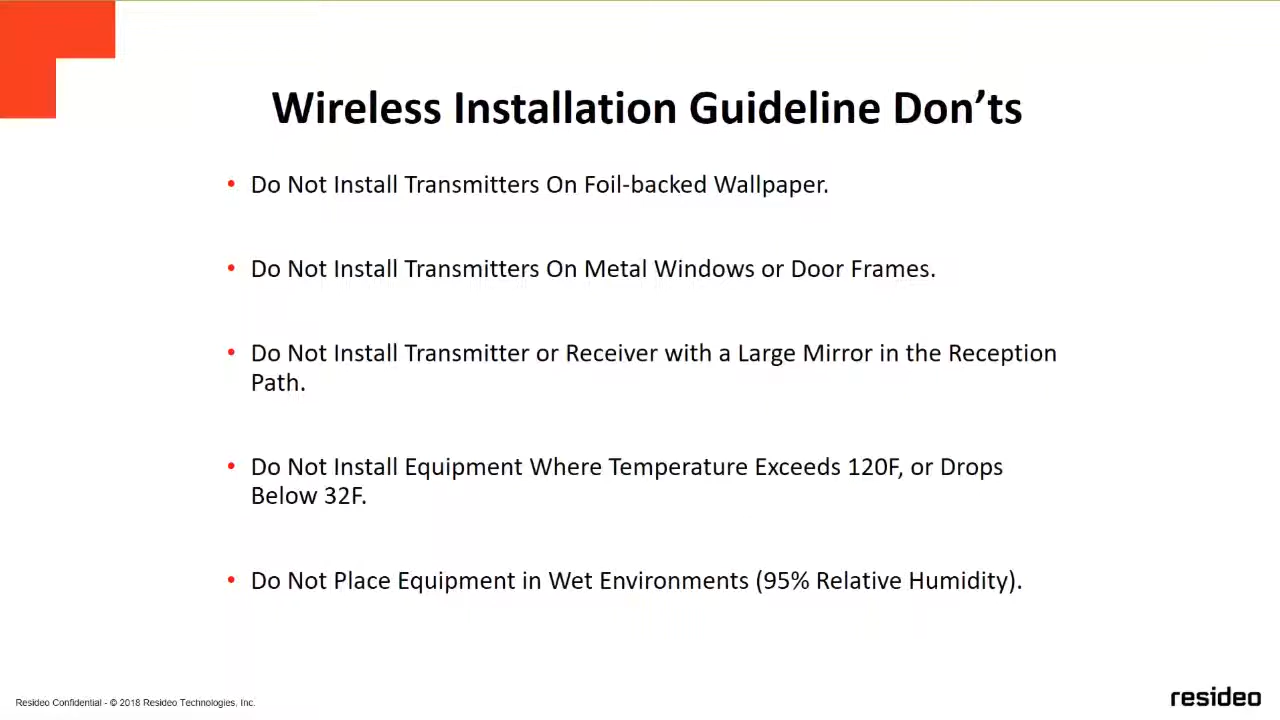 Wireless Installation Guideline Don’ts
• Do Not Install Transmitters On Foil-backed Wallpaper.
• Do Not Install Transmitters On Metal Windows or Door Frames.
• Do Not Install Transmitter or Receiver with a Large Mirror in the Reception
Path.
• Do Not Install Equipment Where Temperature Exceeds 120F, or Drops
Below 32F.
• Do Not Place Equipment in Wet Environments (95% Relative Humidity).
Resideo Confidential - © 2018 Resideo Technologies, Inc.
resideo